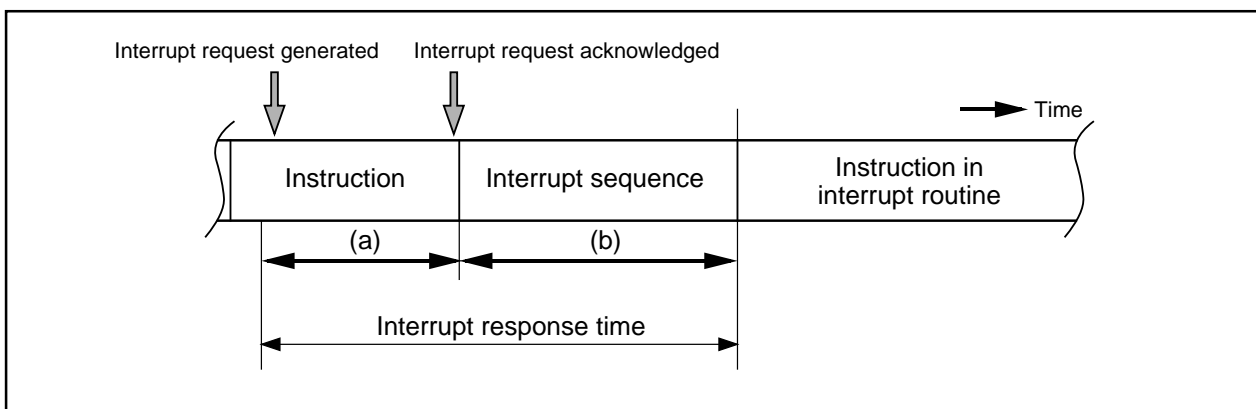 Interrupt request generated
Interrupt request acknowledged
Time
Instruction
Interrupt sequence
Instruction in
interrupt routine
(a)
(b)
Interrupt response time